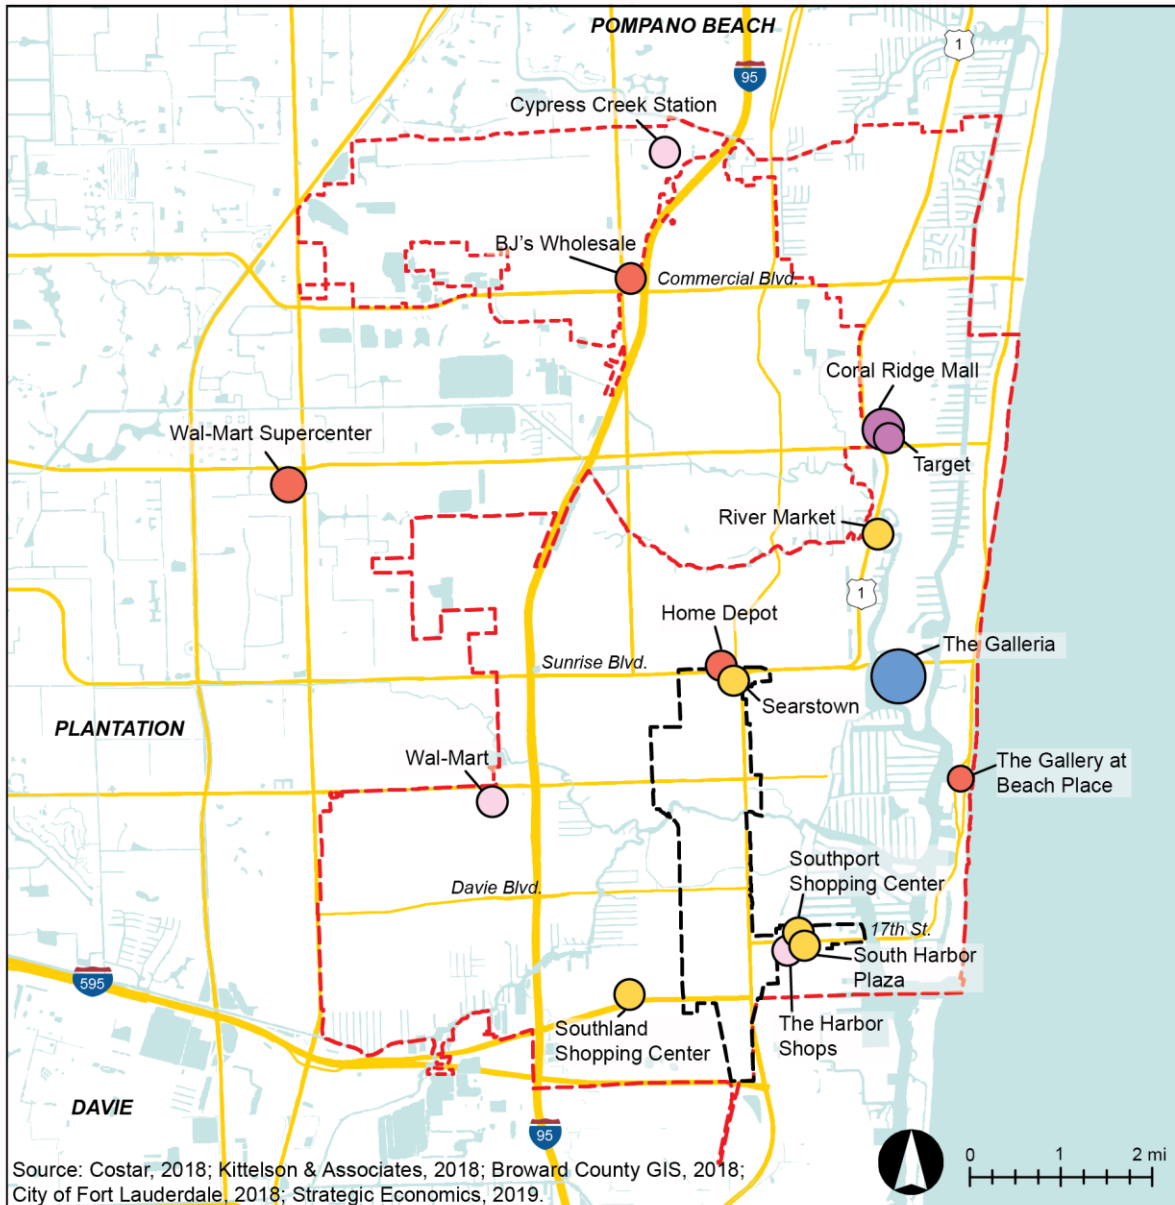 POMPANO BEACH
1
95
Cypress Creek Station
BJ's Wholesale
Commercial Blvd.
Coral Ridge Mall
Wal-Mart Supercenter
Target
River Market
1
Home Depot
The Galleria
Sunrise Blvd.
Searstown
PLANTATION
Wal-Mart
The Gallery at
Beach Place
Southport
Shopping Center
Davie Blvd.
17th St.
South Harbor
Plaza
595
Southland
Shopping Center
The Harbor
Shops
DAVIE
95
0 1 2 mi
Source: Costar, 2018; Kittelson & Associates, 2018; Broward County GIS, 2018;
City of Fort Lauderdale, 2018; Strategic Economics, 2019.